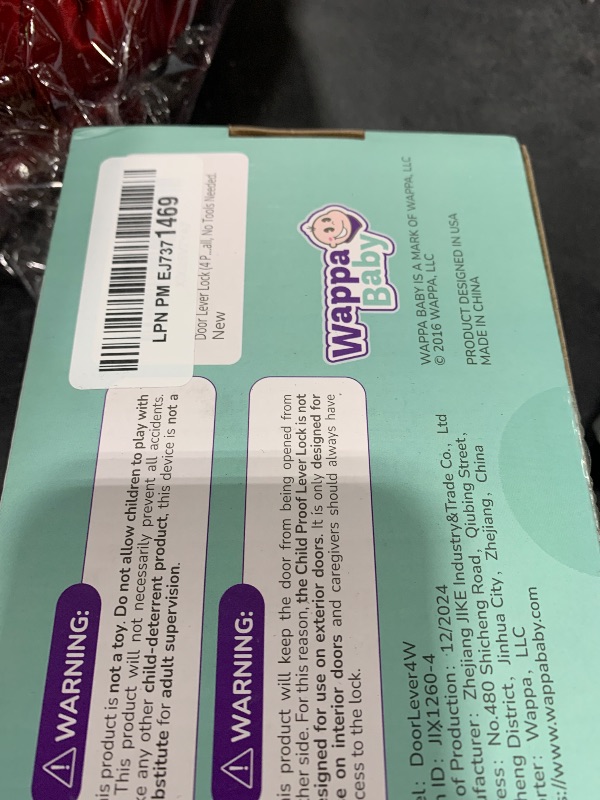 LPN PM EJ7371469
Door Lever Lock (4 P...all, No Tools Needed.
New
Wappa
Baby
WAPPA BABY IS A MARK OF WAPPA, LLC
© 2016 WAPPA, LLC
PRODUCT DESIGNED IN USA
MADE IN CHINA
WARNING:
his product is not a toy. Do not allow children to play with
This product will not necessarily prevent all accidents.
ke any other child-deterrent product, this device is not a
bstitute for adult supervision.
WARNING:
his product will keep the door from being opened from
ther side. For this reason, the Child Proof Lever Lock is not
esigned for use on exterior doors. It is only designed for
e on interior doors and caregivers should always have
cess to the lock.
el: DoorLever4W
n ID: JIX1260-4
of Production: 12/2024
ufacturer: Zhejiang JIKE Industry&Trade Co., Ltd
ess: No.480 Shicheng Road, Qiubing Street,
heng District, Jinhua City, Zhejiang, China
rter: Wappa, LLC
://www.wappababy.com